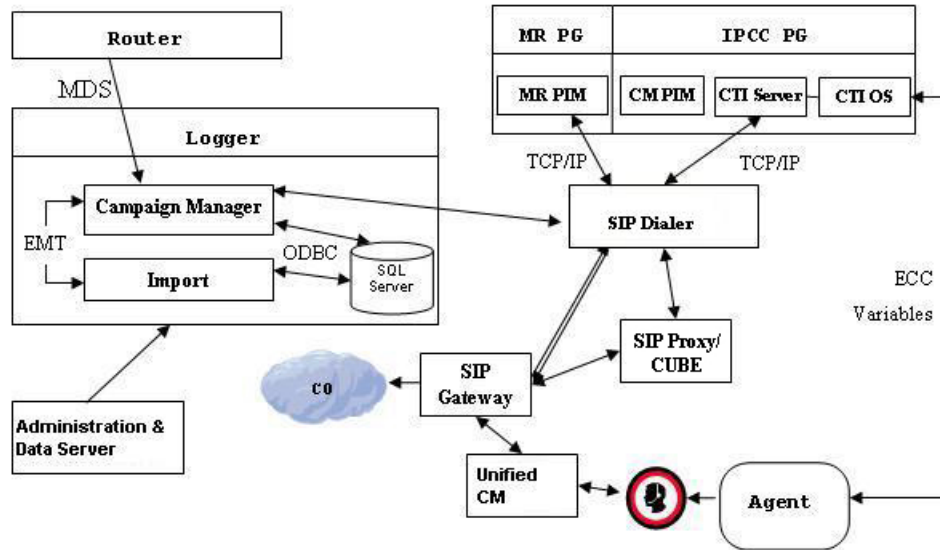 Router
MDS
Logger
Campaign Manager
EMT
ODBC
Import
SQL
Server
Administration &
Data Server
MR PG
IPCC PG
MR PIM
CM PIM
CTI Server
CTI OS
TCP/IP
TCP/IP
SIP Dialer
ECC
Variables
SIP Proxy/
CUBE
CO
SIP
Gateway
Unified
CM
Agent